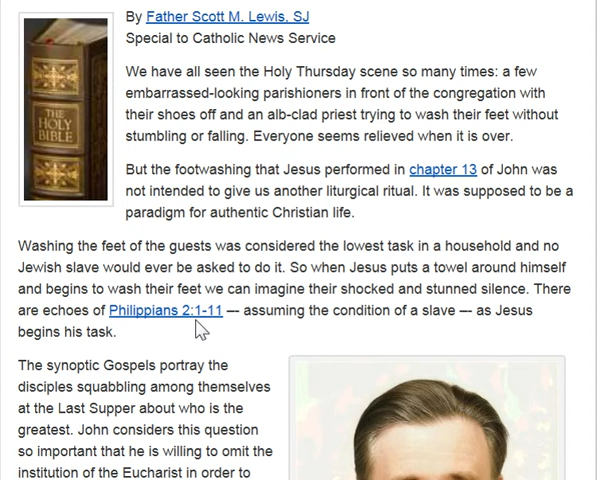 THE
HOLY
BIBLE
By Father Scott M. Lewis, SJ
Special to Catholic News Service
We have all seen the Holy Thursday scene so many times: a few
embarrassed-looking parishioners in front of the congregation with
their shoes off and an alb-clad priest trying to wash their feet without
stumbling or falling. Everyone seems relieved when it is over.
But the footwashing that Jesus performed in chapter 13 of John was
not intended to give us another liturgical ritual. It was supposed to be a
paradigm for authentic Christian life.
Washing the feet of the guests was considered the lowest task in a household and no
Jewish slave would ever be asked to do it. So when Jesus puts a towel around himself
and begins to wash their feet we can imagine their shocked and stunned silence. There
are echoes of Philippians 2:1-11 –- assuming the condition of a slave –- as Jesus
begins his task.
The synoptic Gospels portray the
disciples squabbling among themselves
at the Last Supper about who is the
greatest. John considers this question
so important that he is willing to omit the
institution of the Eucharist in order to